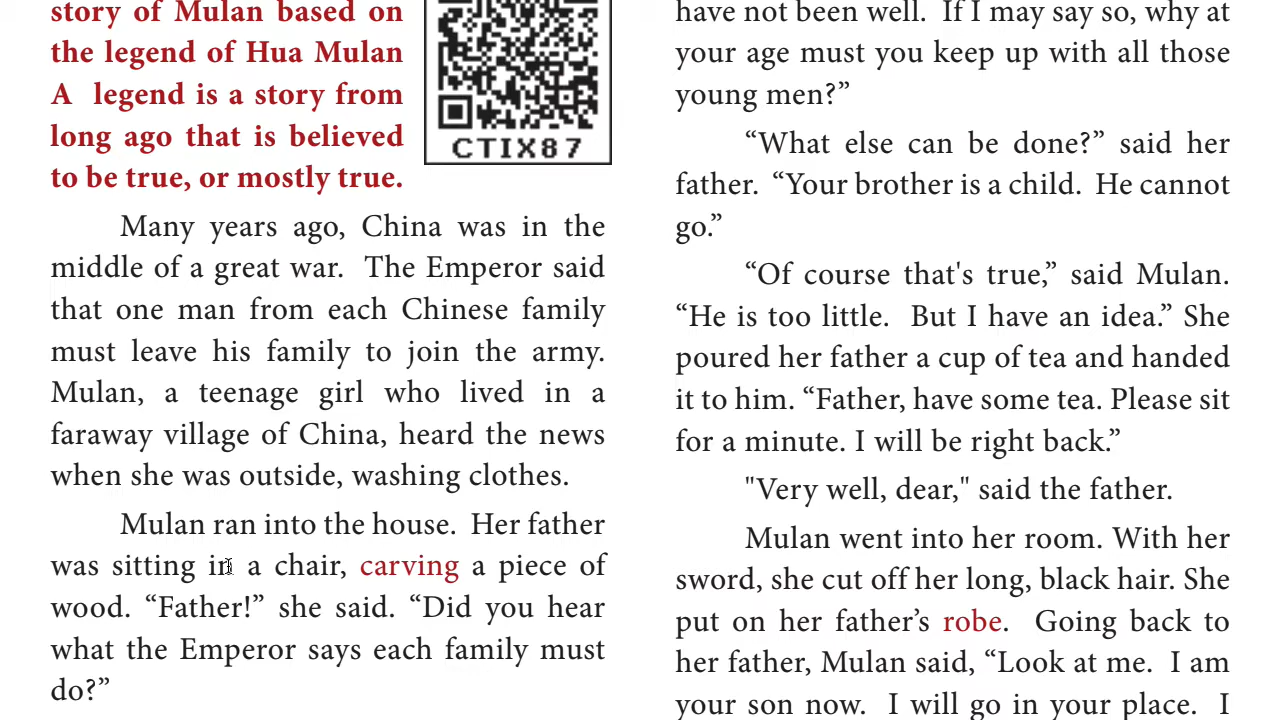 story of Mulan based on
the legend of Hua Mulan
A  legend is a story from
long ago that is believed
to be true, or mostly true.
CTIX87
Many years ago, China was in the
middle of a great war.  The Emperor said
that one man from each Chinese family
must leave his family to join the army.
Mulan, a teenage girl who lived in a
faraway village of China, heard the news
when she was outside, washing clothes.
Mulan ran into the house.  Her father
was sitting in a chair, carving a piece of
wood. “Father!” she said. “Did you hear
what the Emperor says each family must
do?”
have not been well.  If I may say so, why at
your age must you keep up with all those
young men?”
“What else can be done?” said her
father. “Your brother is a child.  He cannot
go.”
“Of course that's true,” said Mulan.
“He is too little.  But I have an idea.” She
poured her father a cup of tea and handed
it to him. “Father, have some tea. Please sit
for a minute. I will be right back.”
"Very well, dear," said the father.
Mulan went into her room. With her
sword, she cut off her long, black hair. She
put on her father’s robe.  Going back to
her father, Mulan said, “Look at me.  I am
your son now.  I will go in your place.  I